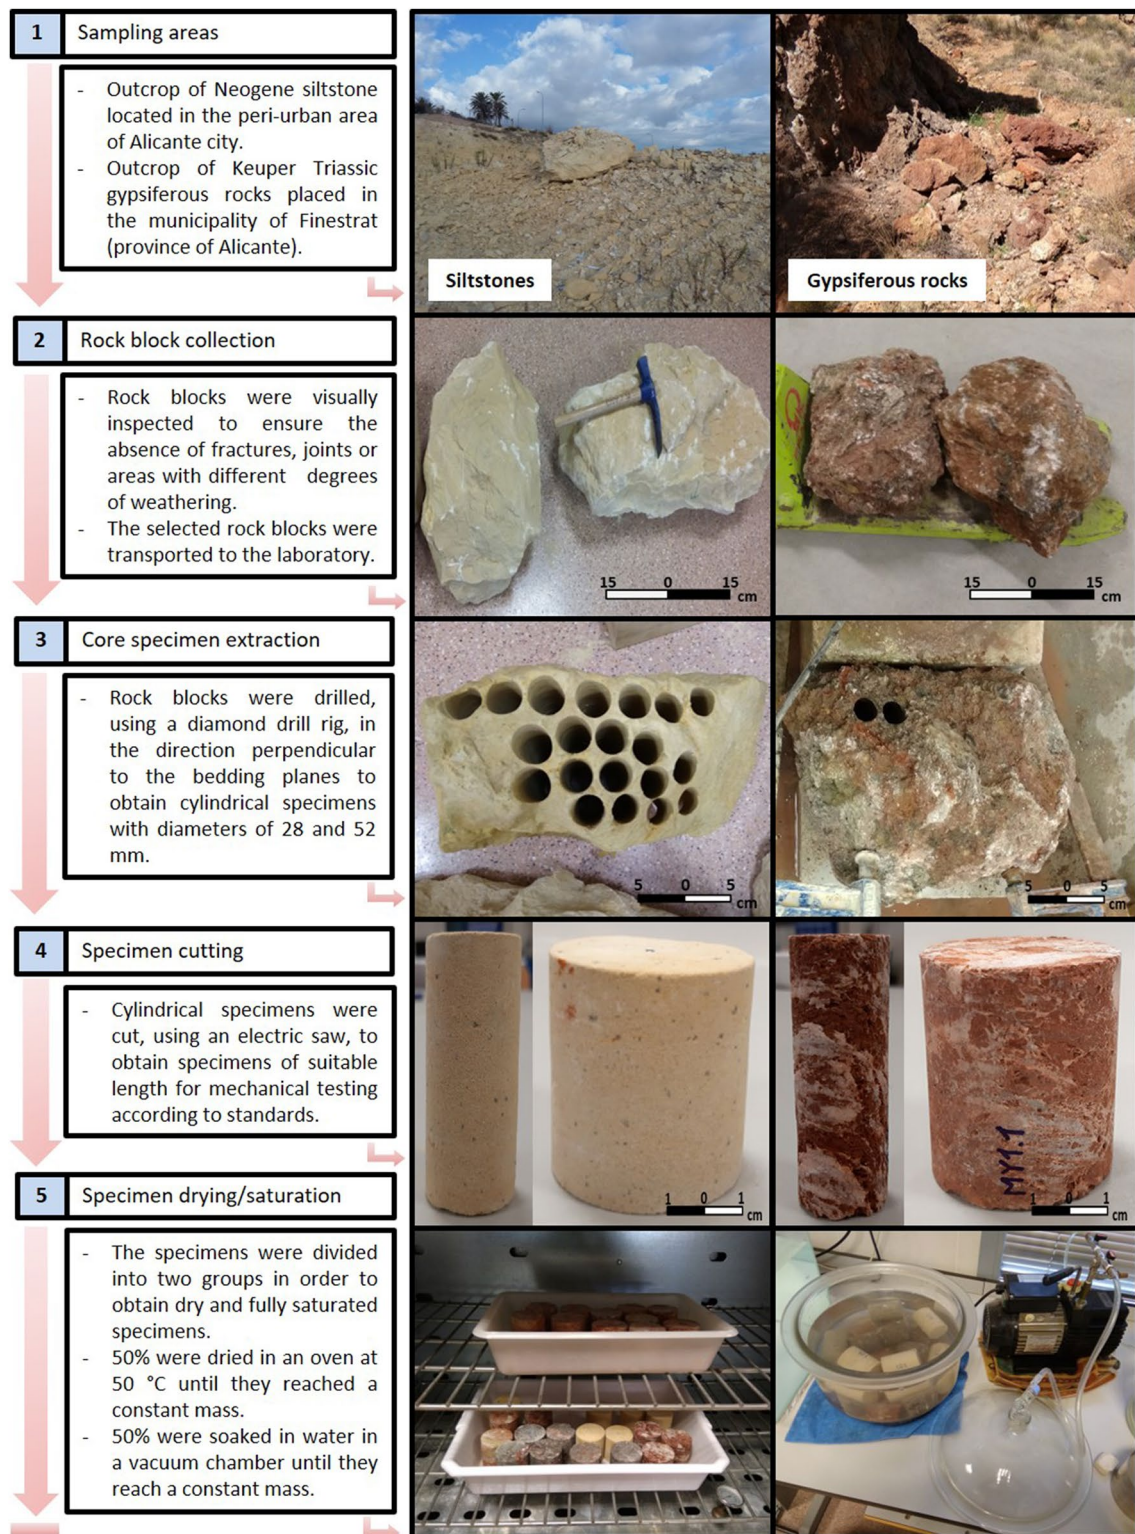 1 Sampling areas
- Outcrop of Neogene siltstone
located in the peri-urban area
of Alicante city.
- Outcrop of Keuper Triassic
gypsiferous rocks placed in
the municipality of Finestrat
(province of Alicante).
Siltstones
Gypsiferous rocks
2 Rock block collection
- Rock blocks were visually
inspected to ensure the
absence of fractures, joints or
areas with different degrees
of weathering.
- The selected rock blocks were
transported to the laboratory.
15 0 15
cm
15 0 15
cm
3 Core specimen extraction
- Rock blocks were drilled,
using a diamond drill rig, in
the direction perpendicular
to the bedding planes to
obtain cylindrical specimens
with diameters of 28 and 52
mm.
5 0 5
cm
5 0 5
cm
4 Specimen cutting
- Cylindrical specimens were
cut, using an electric saw, to
obtain specimens of suitable
length for mechanical testing
according to standards.
1 0 1
cm
MY1.1
1 0 1
cm
5 Specimen drying/saturation
- The specimens were divided
into two groups in order to
obtain dry and fully saturated
specimens.
- 50% were dried in an oven at
50 °C until they reached a
constant mass.
- 50% were soaked in water in
a vacuum chamber until they
reach a constant mass.